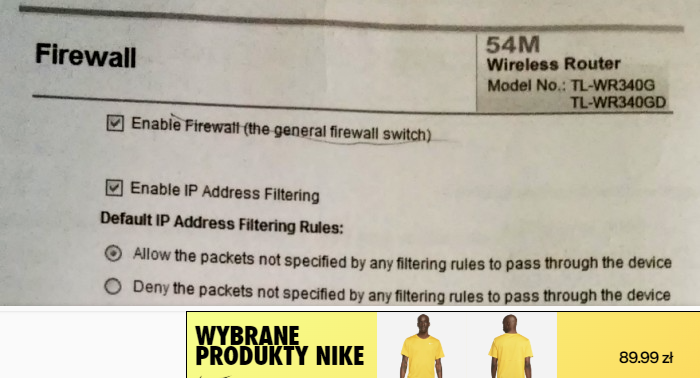 Firewall
54M
Wireless Router
Model No.: TL-WR340G
TL-WR340GD
Enable Firewall (the general firewall switch)
Enable IP Address Filtering
Default IP Address Filtering Rules:
Allow the packets not specified by any filtering rules to pass through the device
Deny the packets not specified by any filtering rules to pass through the device
WYBRANE
PRODUKTY NIKE
89.99 zł